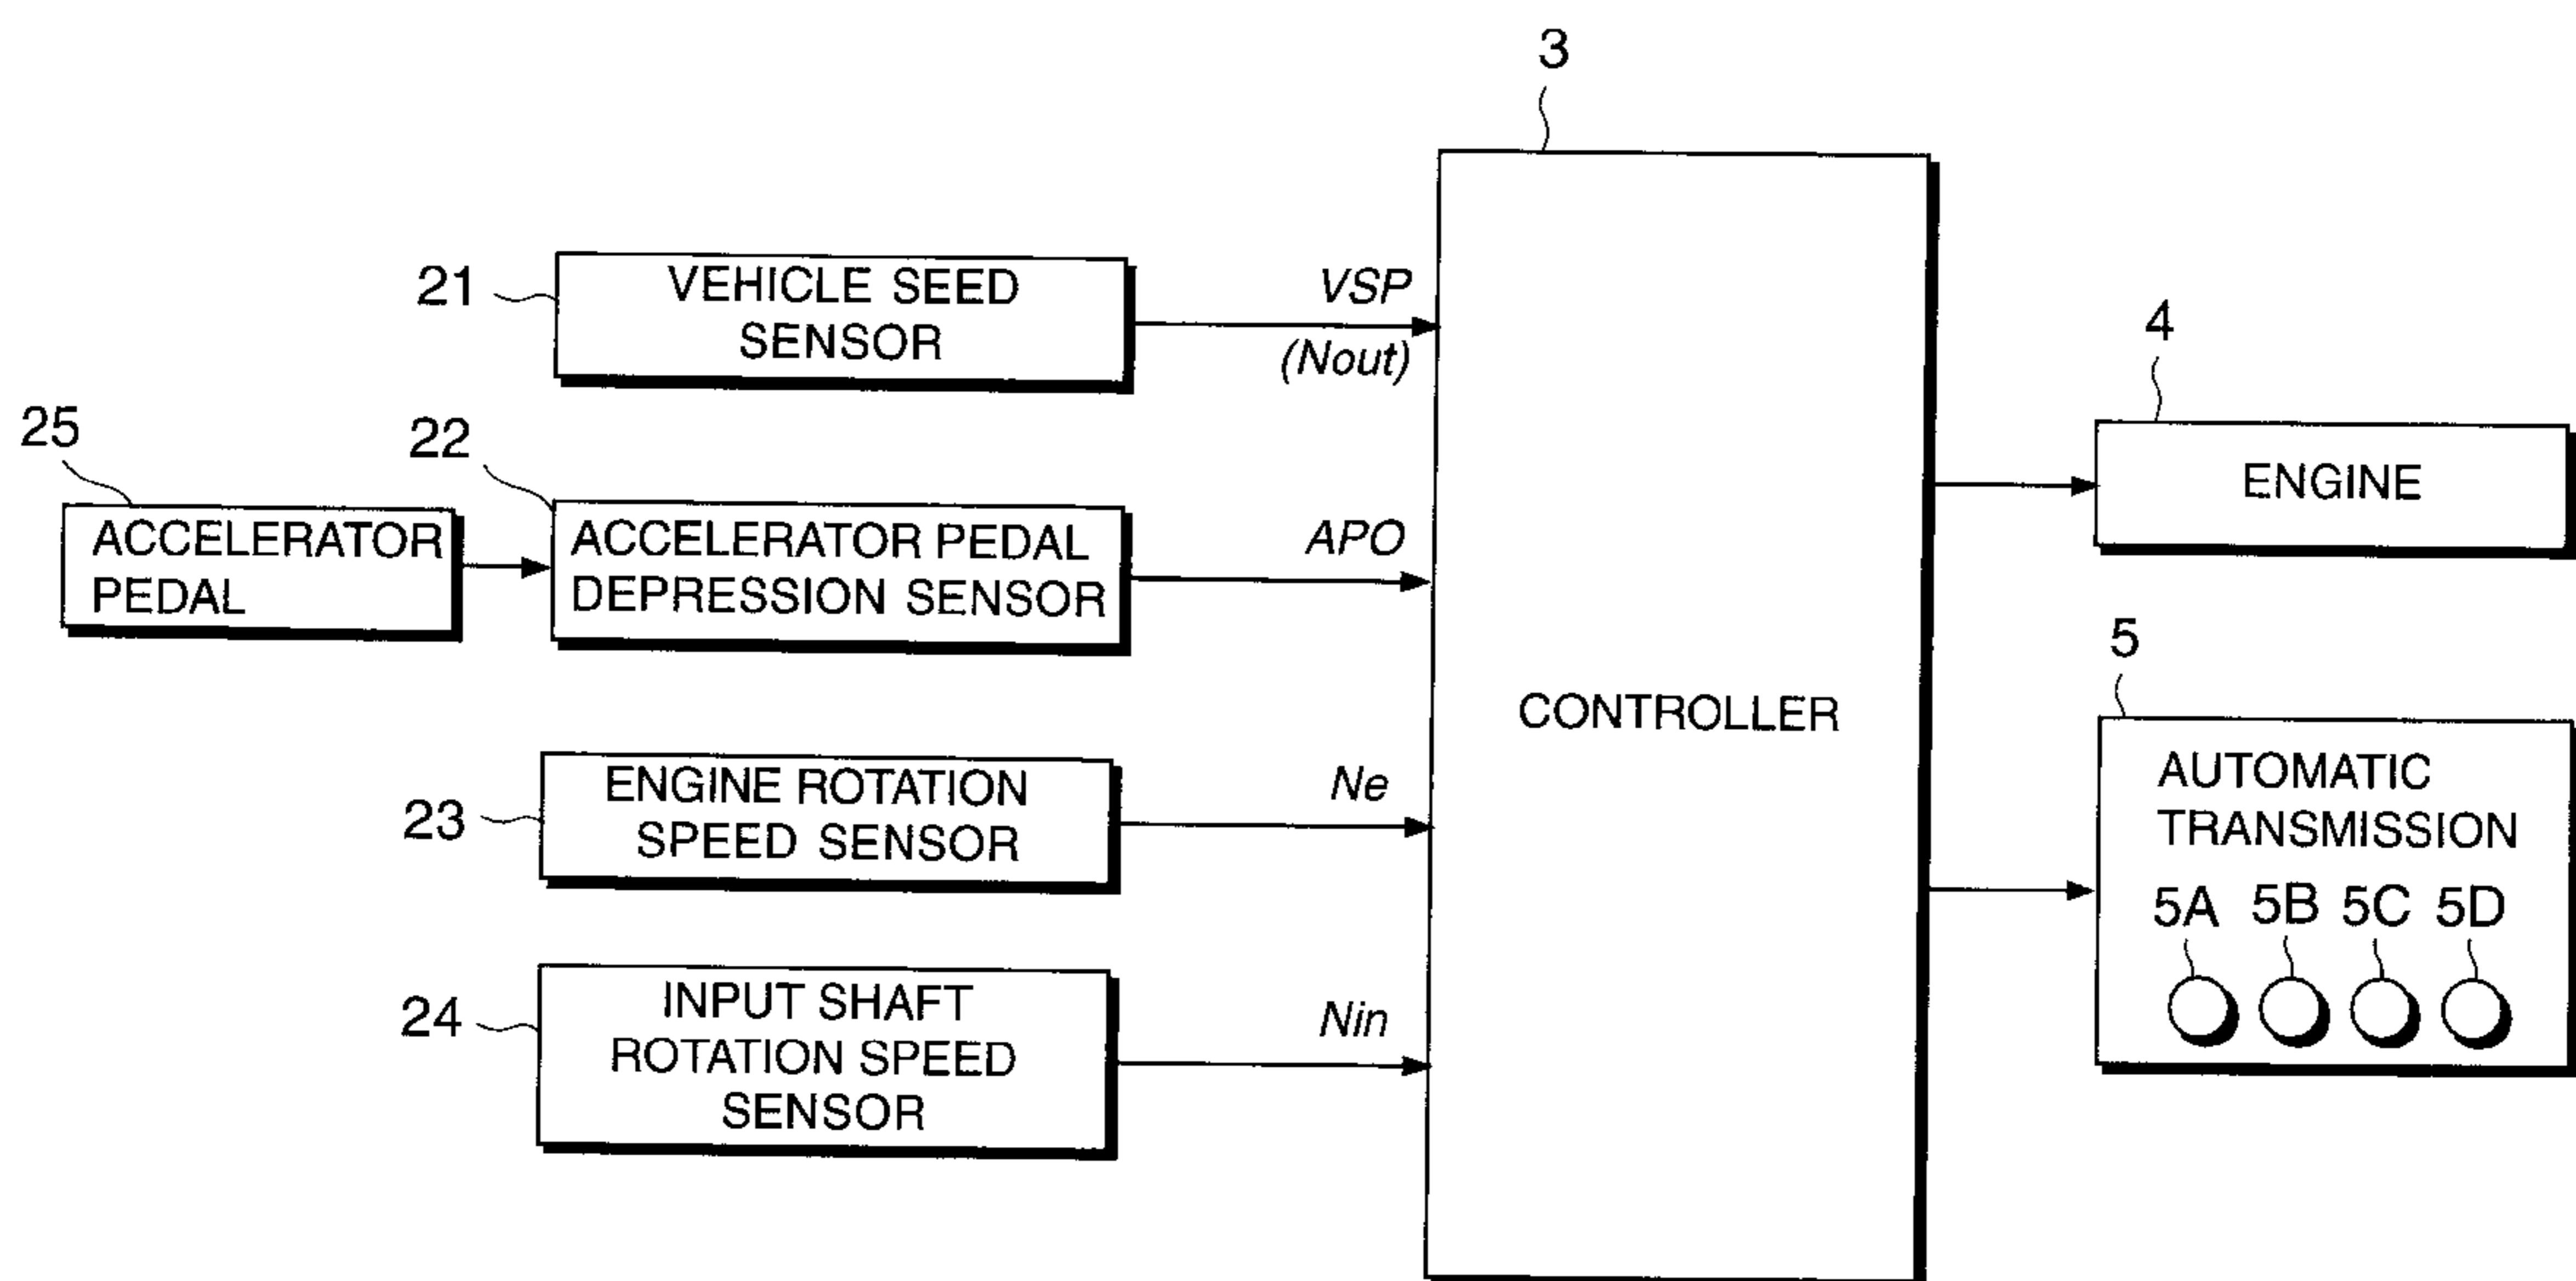 3
21
VEHICLE SEED
SENSOR
VSP
(Nout)
4
ENGINE
25
ACCELERATOR
PEDAL
22
ACCELERATOR PEDAL
DEPRESSION SENSOR
APO
CONTROLLER
5
AUTOMATIC
TRANSMISSION
5A 5B 5C 5D
23
ENGINE ROTATION
SPEED SENSOR
Ne
24
INPUT SHAFT
ROTATION SPEED
SENSOR
Nin